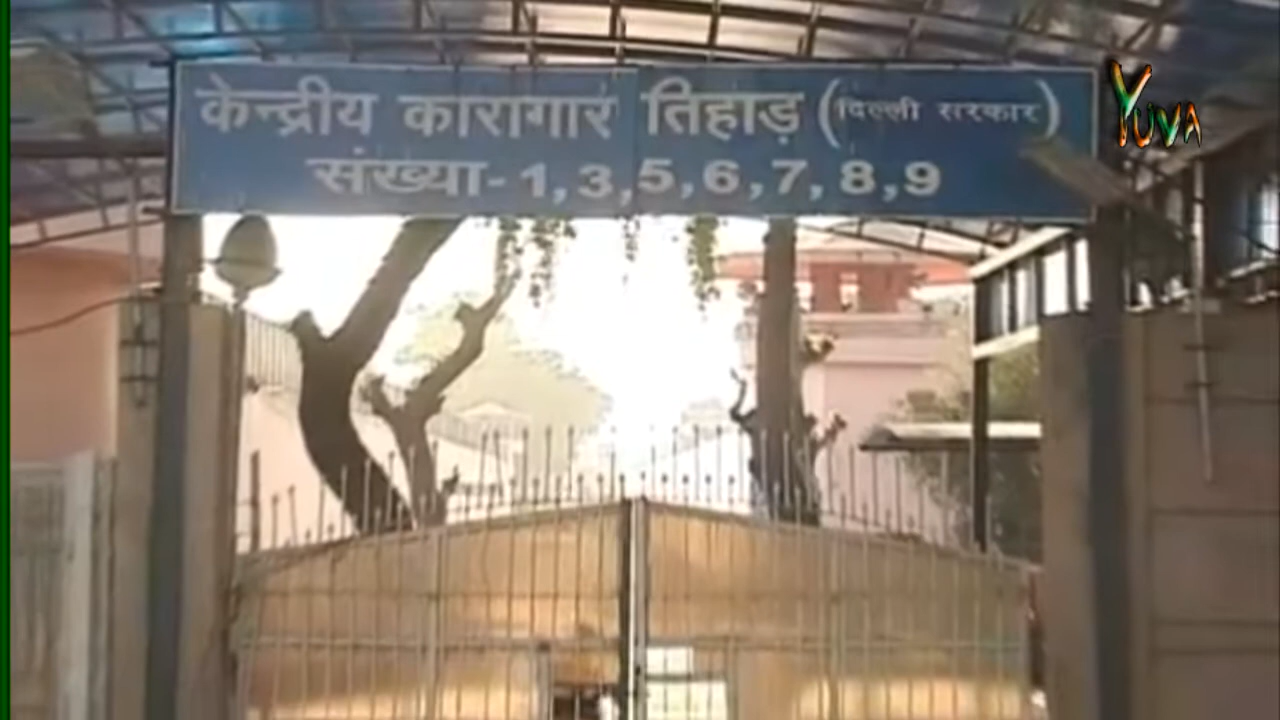 केन्द्रीय कारागार तिहाड़ (दिल्ली सरकार)
संख्या-1,3,5,6,7,8,9
YUVA